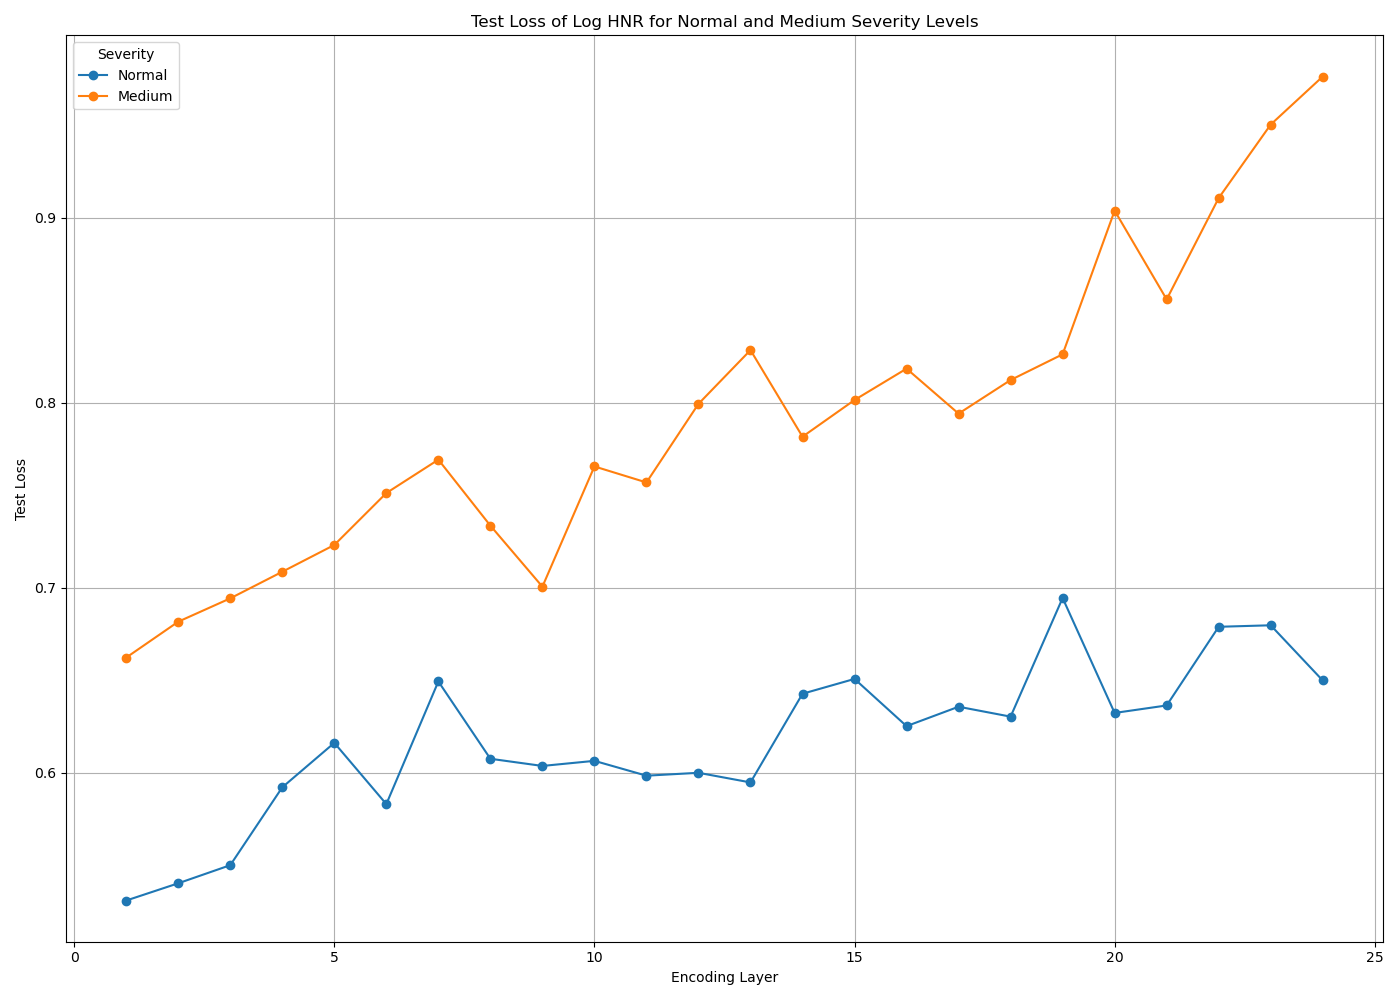 Test Loss of Log HNR for Normal and Medium Severity Levels
Severity
Normal
Medium
0.9
0.8
0.7
0.6
Test Loss
0 5 10 15 20 25
Encoding Layer